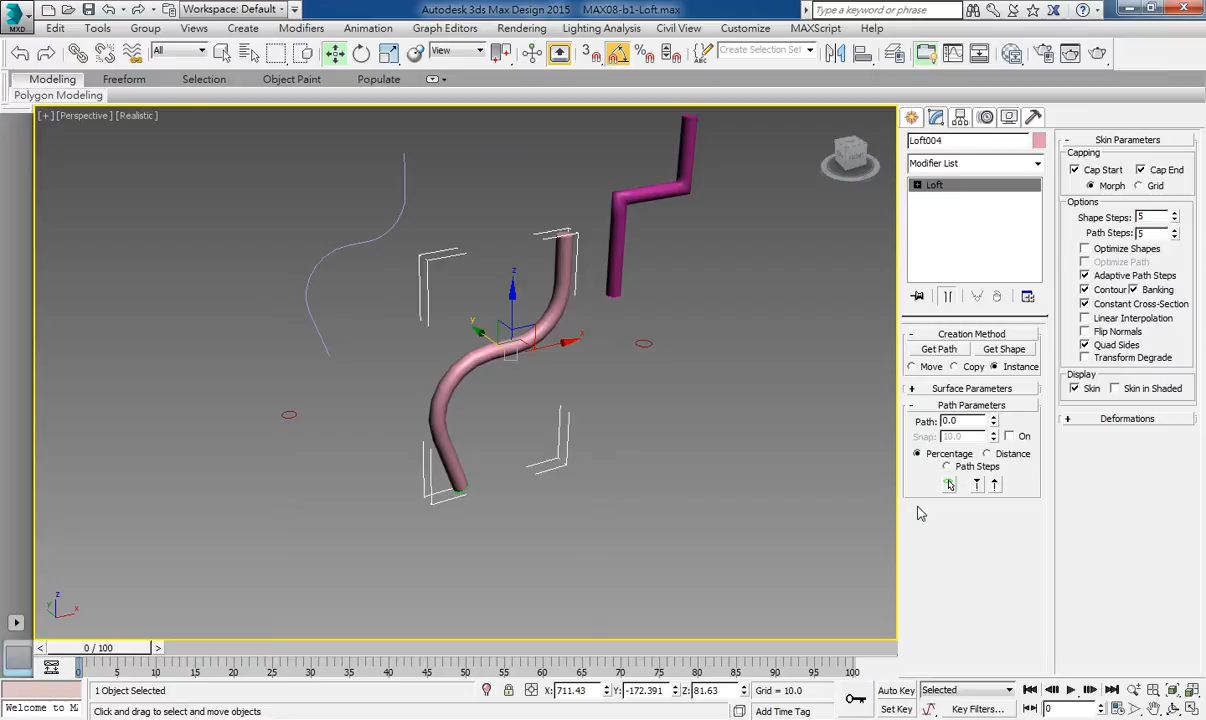 Workspace: Default
Autodesk 3ds Max Design 2015 MAX08-b1-Loft.max
Type a keyword or phrase
MXD
Edit Tools Group Views Create Modifiers Animation Graph Editors Rendering Lighting Analysis Civil View Customize MAXScript Help
All View 3 Create Selection Set
Modeling Freeform Selection Object Paint Populate
Polygon Modeling
[+] [Perspective] [Realistic]
Loft004
Modifier List
Loft
Creation Method
Get Path Get Shape
Move Copy Instance
Surface Parameters
Path Parameters
Path: 0.0
Snap: 10.0 On
Percentage Distance
Path Steps
Skin Parameters
Capping
Cap Start Cap End
Morph Grid
Options
Shape Steps: 5
Path Steps: 5
Optimize Shapes
Optimize Path
Adaptive Path Steps
Contour Banking
Constant Cross-Section
Linear Interpolation
Flip Normals
Quad Sides
Transform Degrade
Display
Skin Skin in Shaded
Deformations
z
y
x
z
y
x
0 / 100
0 5 10 15 20 25 30 35 40 45 50 55 60 65 70 75 80 85 90 95 100
1 Object Selected X: 711.43 Y: -172.391 Z: 81.63 Grid = 10.0 Auto Key Selected
Welcome to M Click and drag to select and move objects Add Time Tag Set Key Key Filters... 0